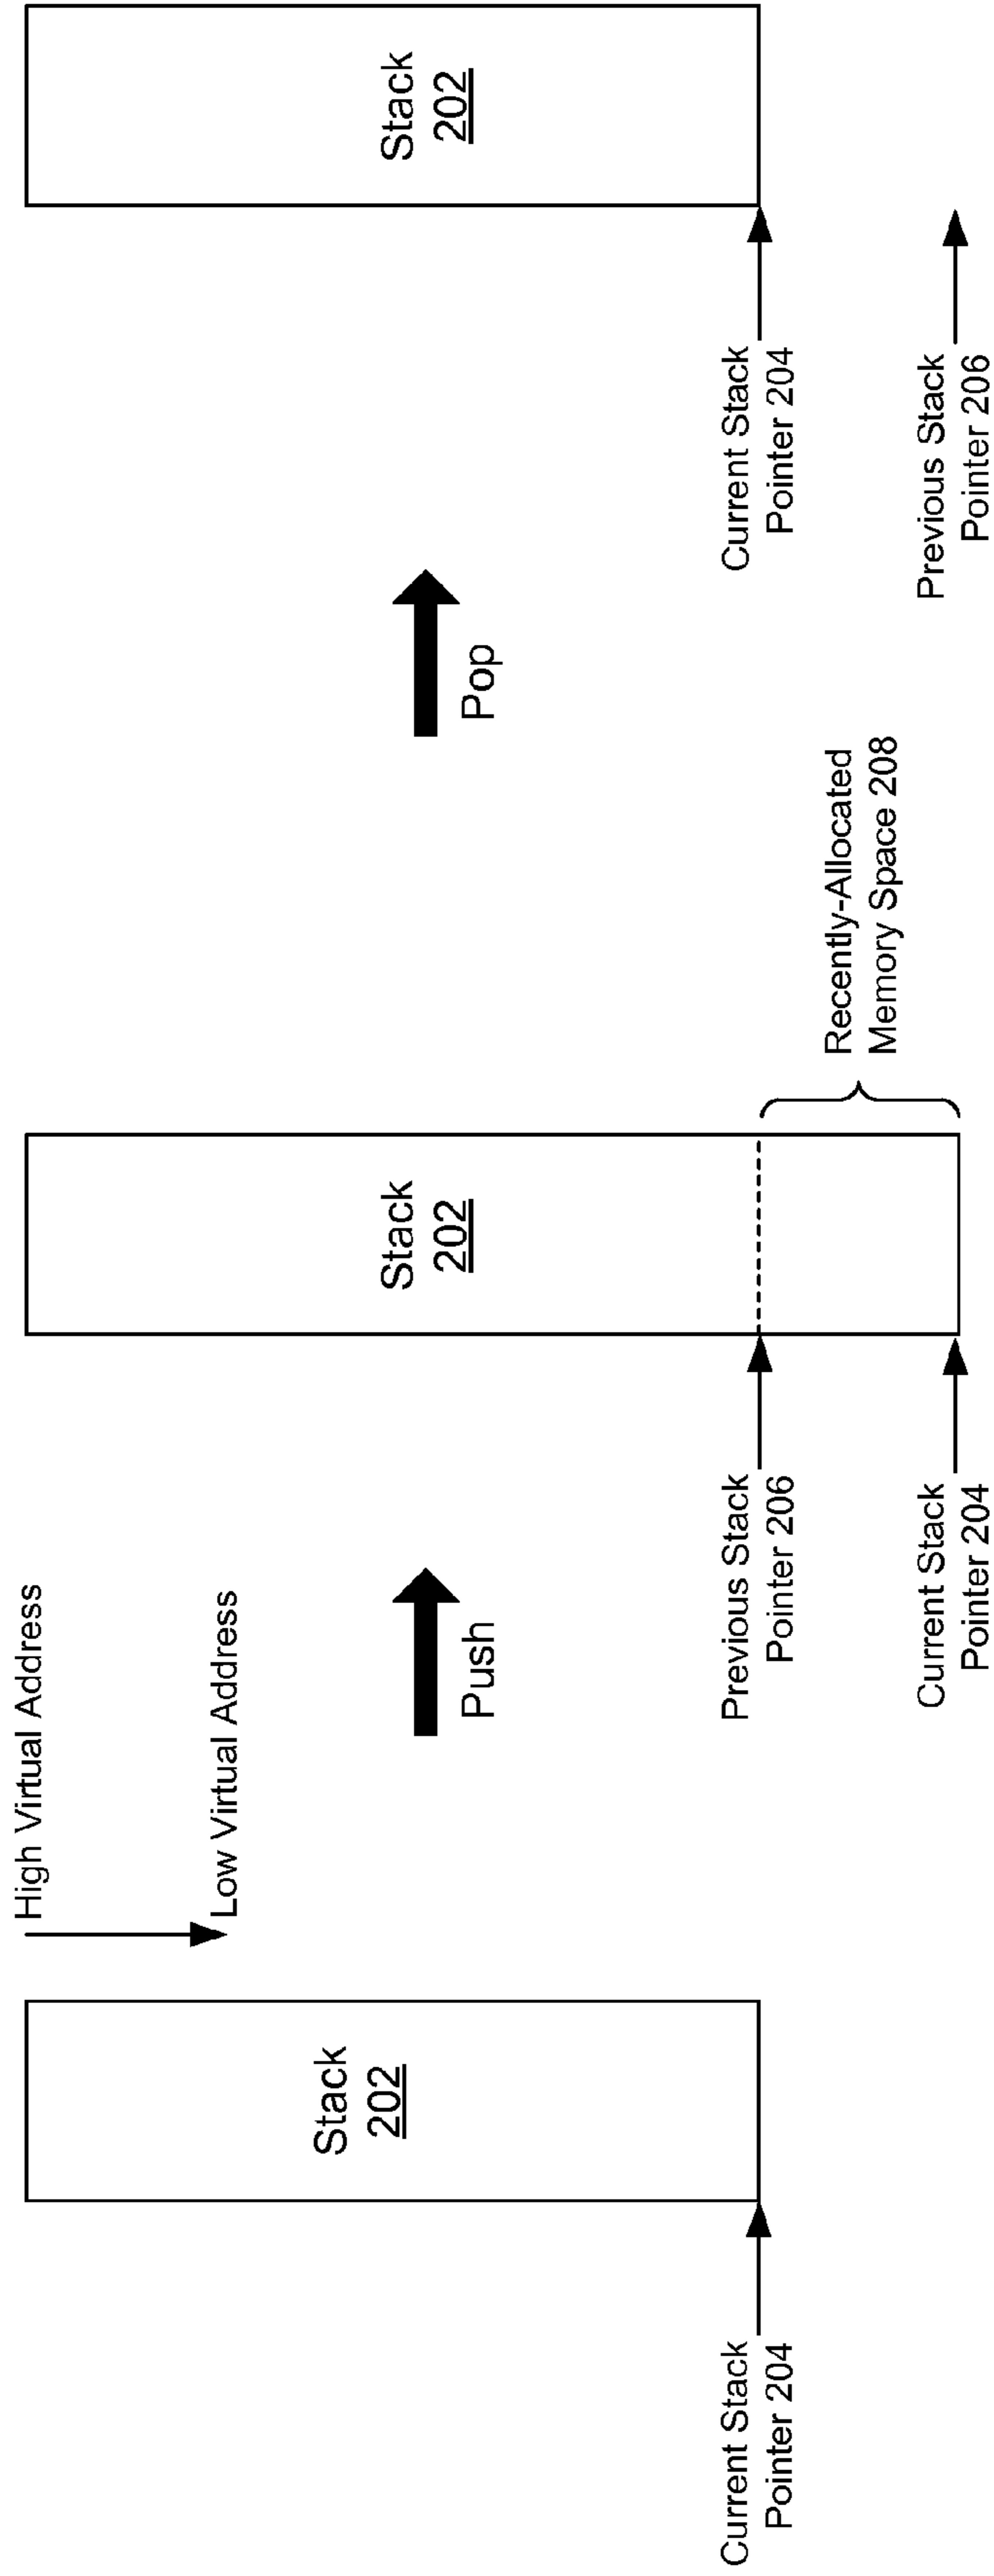 High Virtual Address
Low Virtual Address
Stack
202
Current Stack
Pointer 204
Push
Stack
202
Previous Stack
Pointer 206
Current Stack
Pointer 204
Recently-Allocated
Memory Space 208
Pop
Stack
202
Current Stack
Pointer 204
Previous Stack
Pointer 206